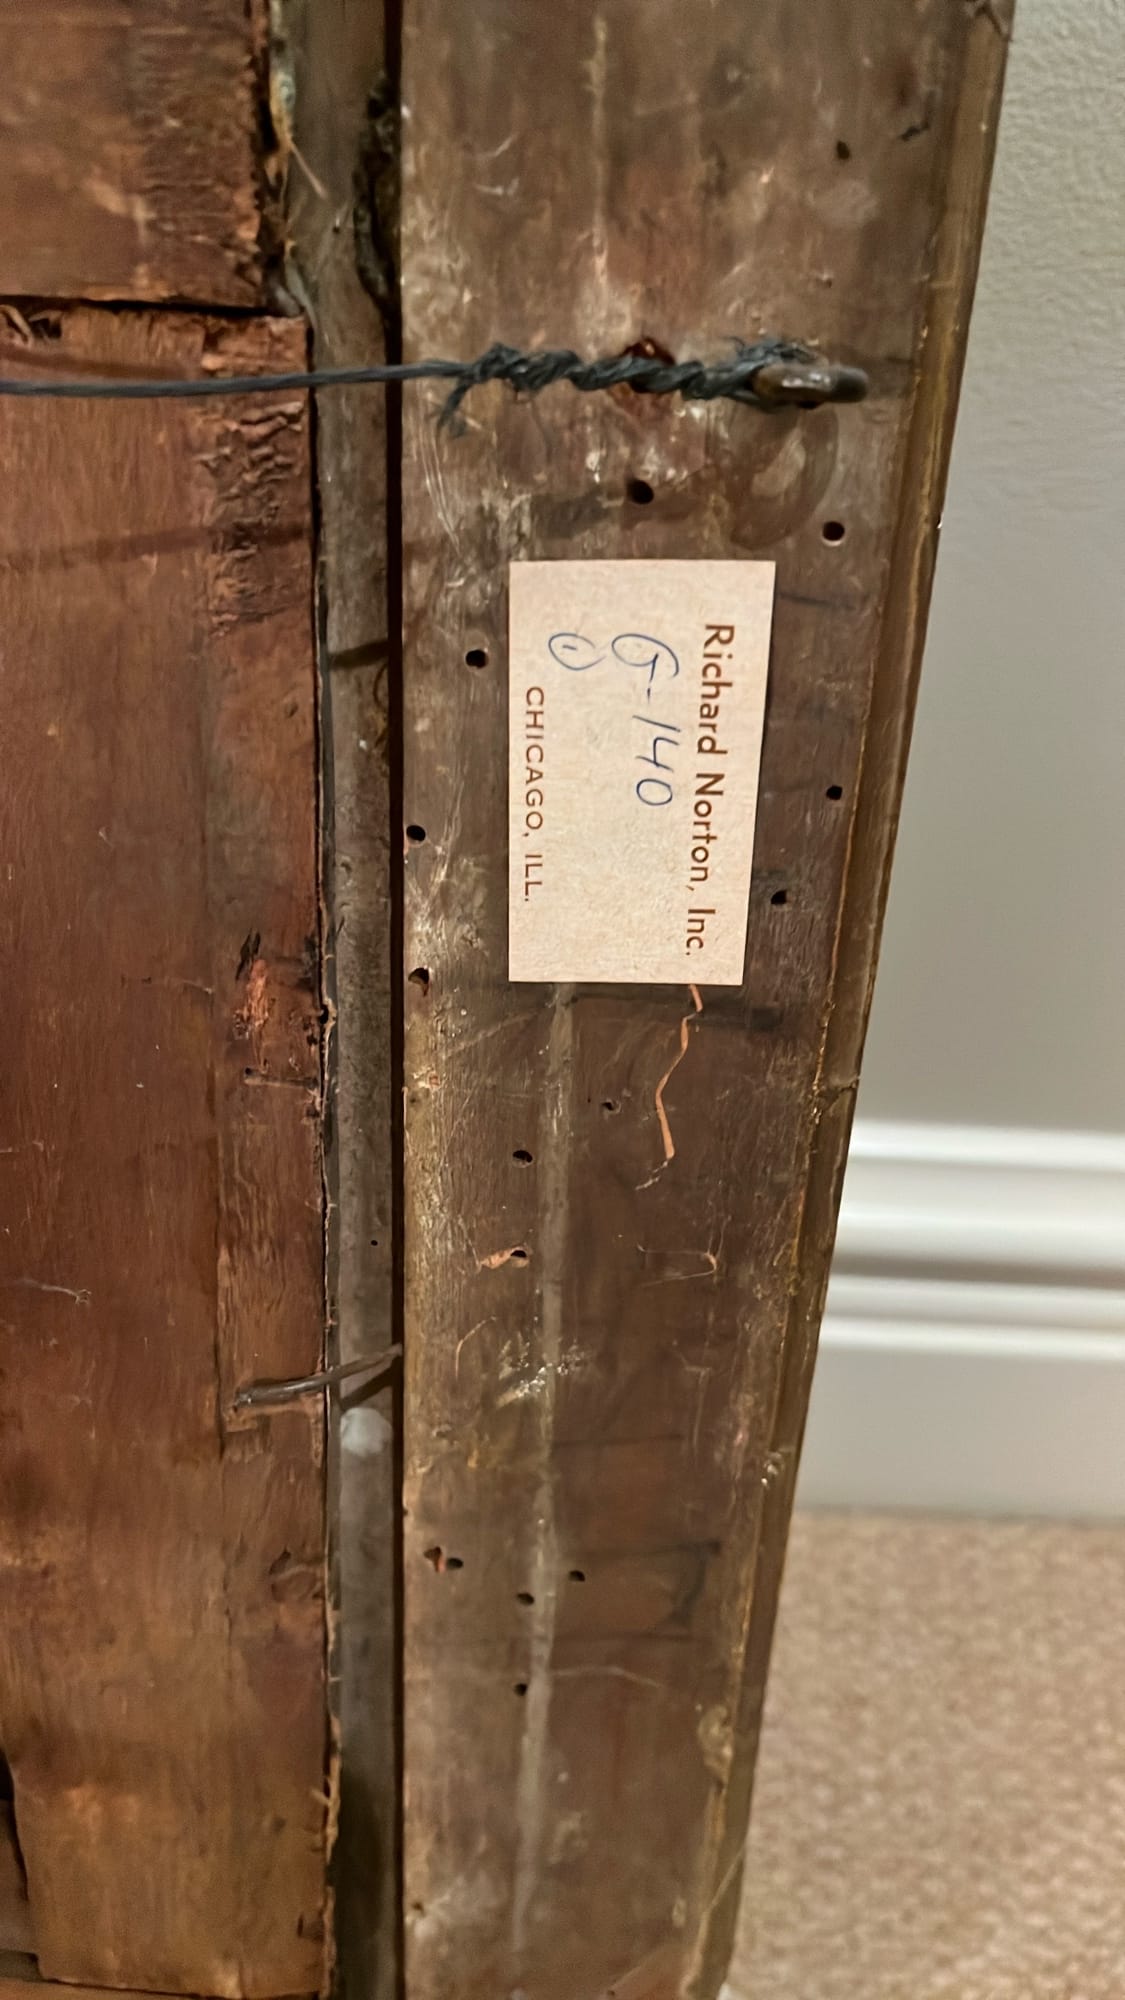 Richard Norton, Inc.
G-140
CHICAGO, ILL.